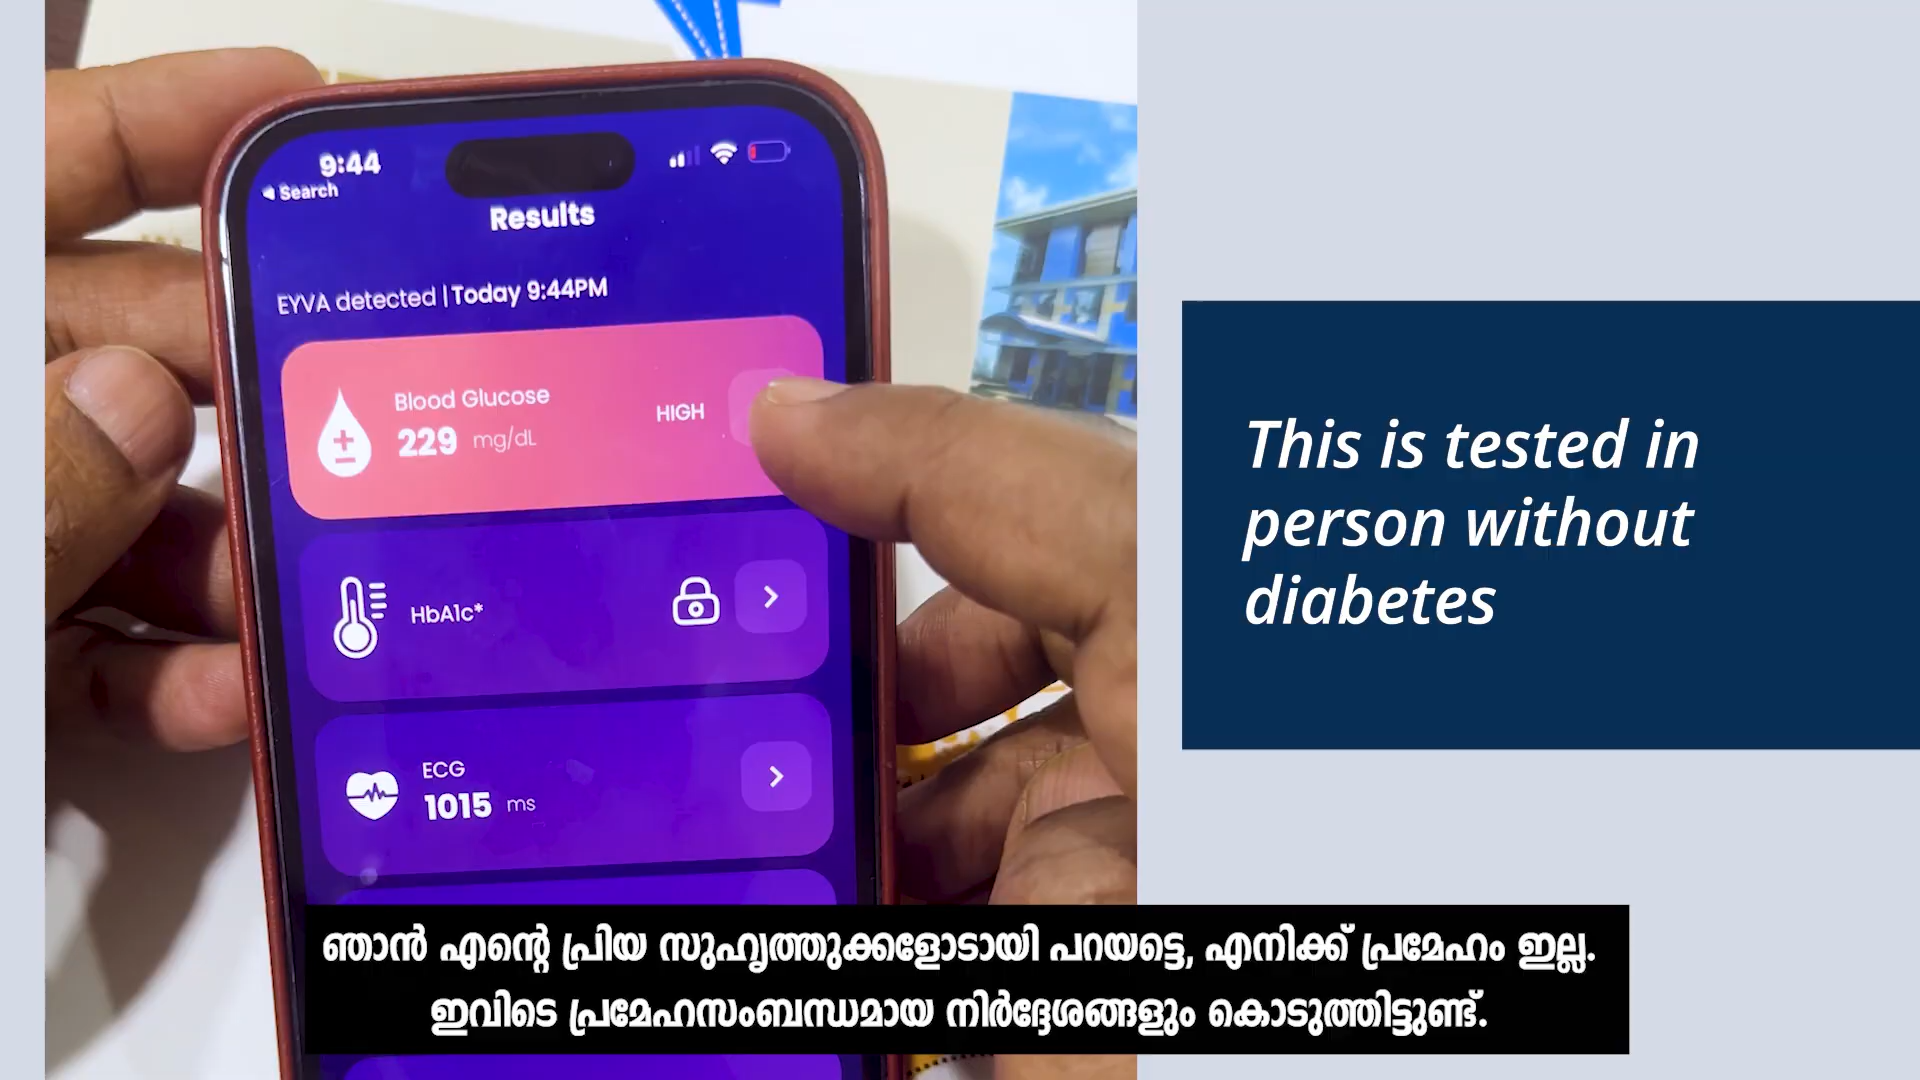 9:44
Search
Results
EYVA detected | Today 9:44PM
Blood Glucose
229 mg/dL
HIGH
HbA1c*
ECG
1015 ms
This is tested in
person without
diabetes
ഞാൻ എന്റെ പ്രിയ സുഹൃത്തുക്കളോടായി പറയട്ടെ, എനിക്ക് പ്രമേഹം ഇല്ല.
ഇവിടെ പ്രമേഹസംബന്ധമായ നിർദ്ദേശങ്ങളും കൊടുത്തിട്ടുണ്ട്.